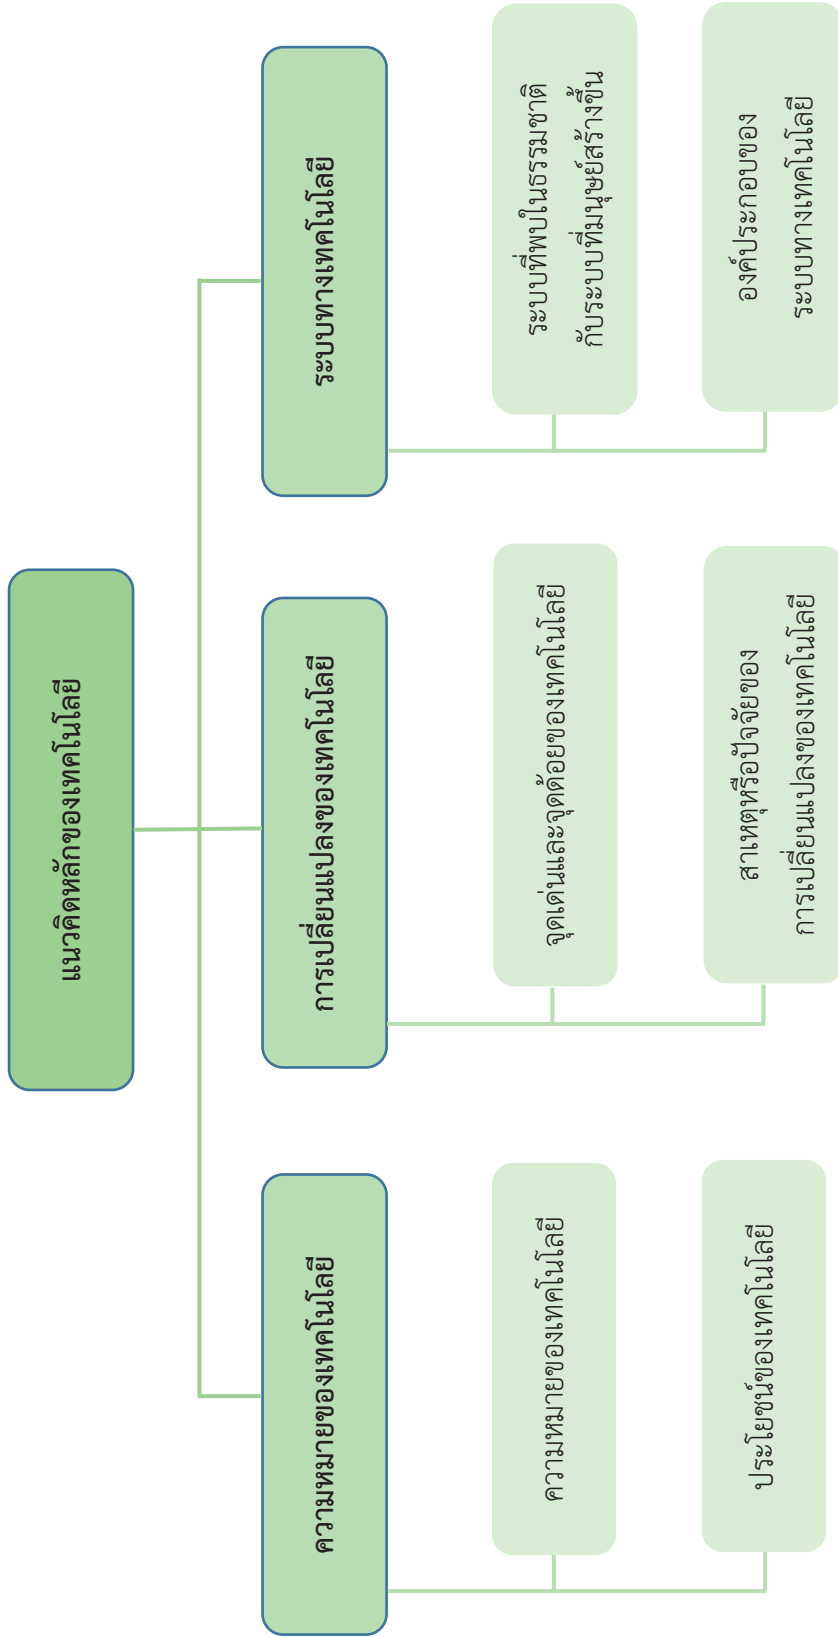 แนวคิดหลักของเทคโนโลยี
ความหมายของเทคโนโลยี
ความหมายของเทคโนโลยี
ประโยชน์ของเทคโนโลยี
การเปลี่ยนแปลงของเทคโนโลยี
จุดเด่นและจุดด้อยของเทคโนโลยี
สาเหตุหรือปัจจัยของ
การเปลี่ยนแปลงของเทคโนโลยี
ระบบทางเทคโนโลยี
ระบบที่พบในธรรมชาติ
กับระบบที่มนุษย์สร้างขึ้น
องค์ประกอบของ
ระบบทางเทคโนโลยี